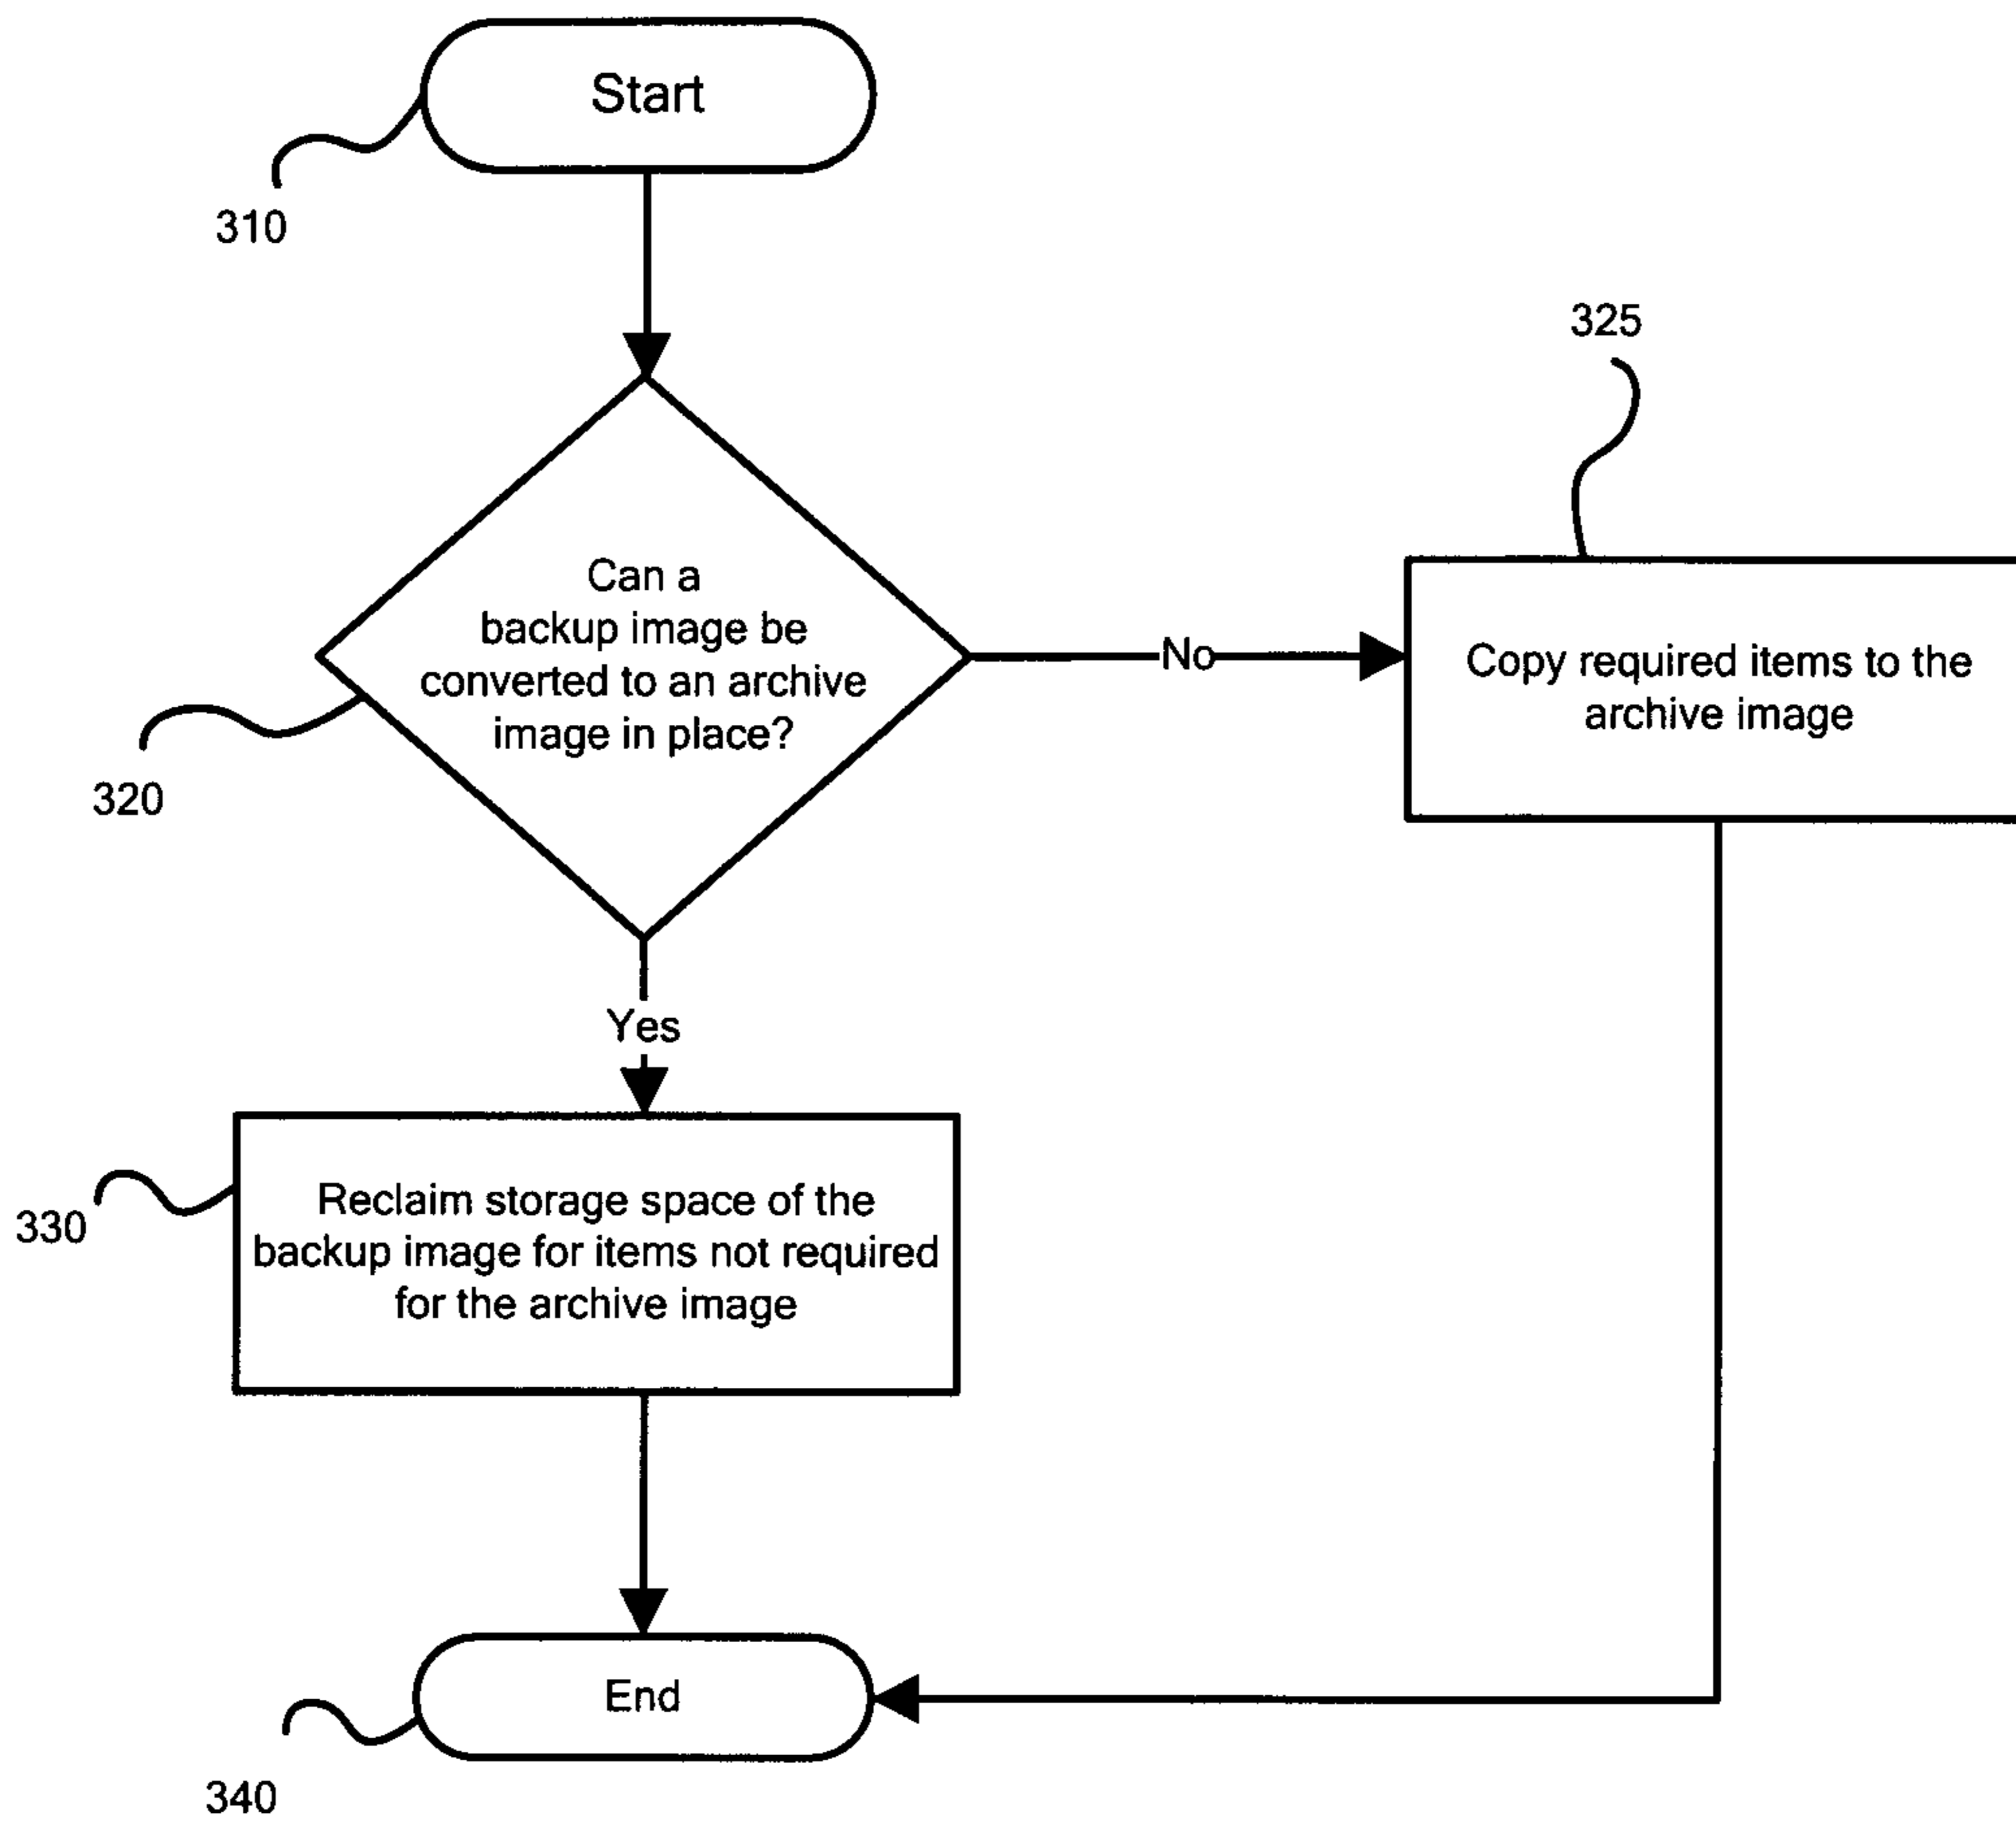 Start
310
325
Can a
backup image be
converted to an archive
image in place?
No
Copy required items to the
archive image
320
Yes
Reclaim storage space of the
backup image for items not required
for the archive image
330
End
340